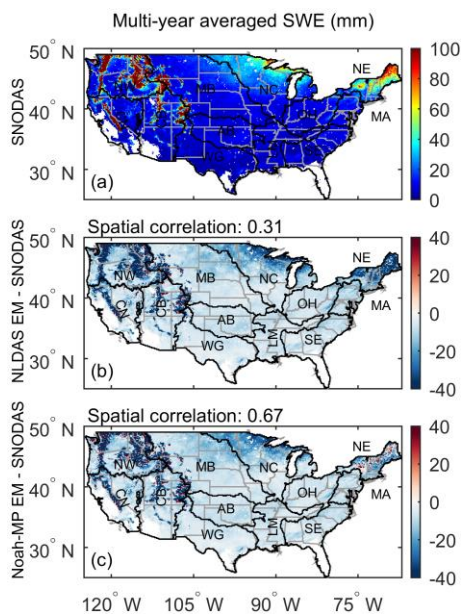 Multi-year averaged SWE (mm)
50° N
40° N
30° N
SNODAS
(a)
NE
MB
NC
MA
AB
WG
100
80
60
40
20
0
Spatial correlation: 0.31
50° N
40° N
30° N
NLDAS EM - SNODAS
(b)
NW
MB
NC
NE
CN
CB
OH
MA
AB
WG
LM
SE
40
20
0
-20
-40
Spatial correlation: 0.67
50° N
40° N
30° N
Noah-MP EM - SNODAS
(c)
NW
MB
NC
NE
CN
CB
OH
MA
AB
WG
LM
SE
40
20
0
-20
-40
120° W
105° W
90° W
75° W